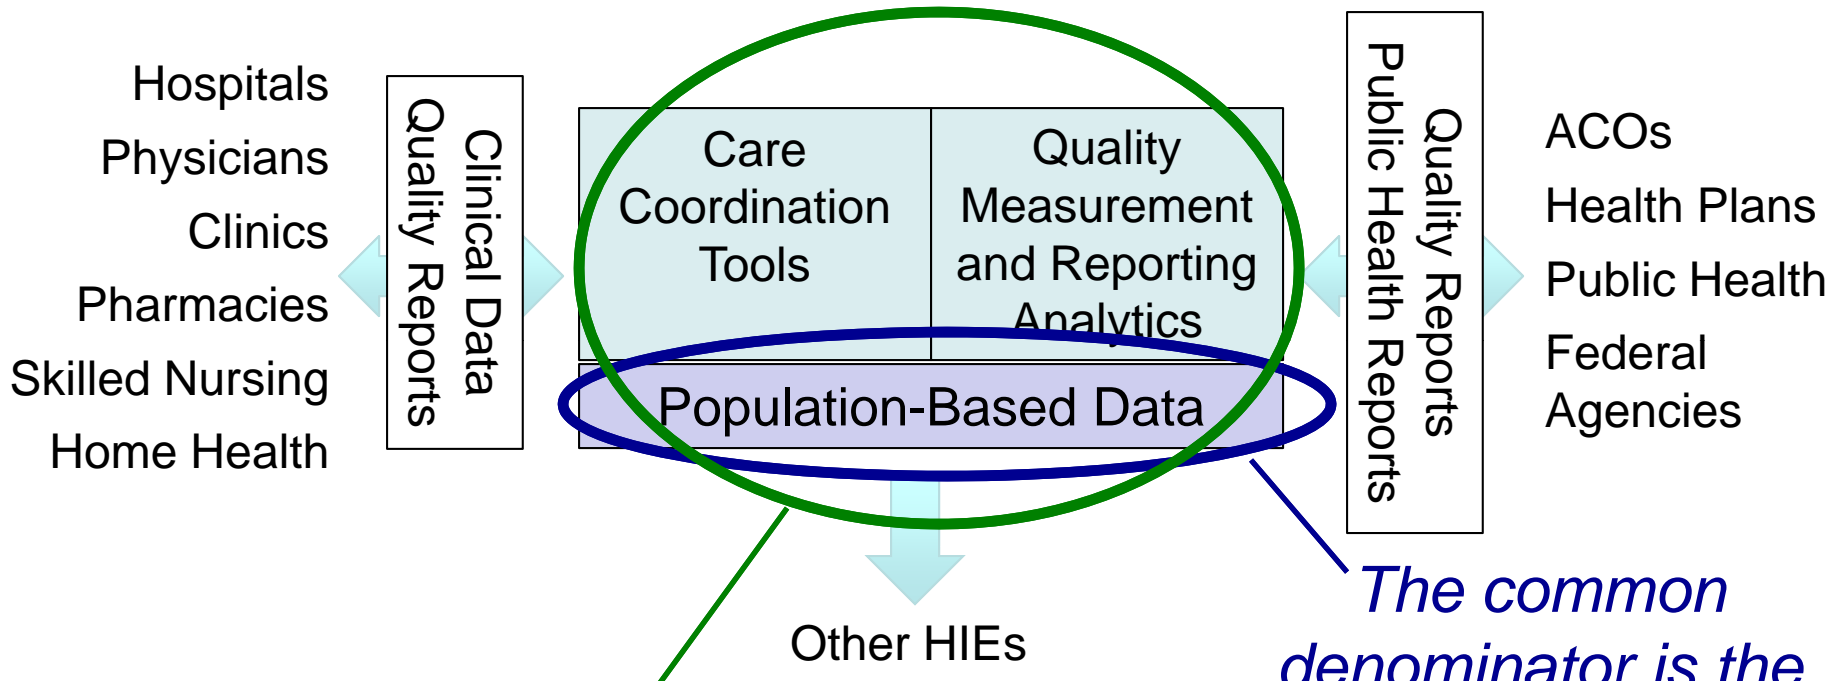 Hospitals
Physicians
Clinics
Pharmacies
Skilled Nursing
Home Health
Clinical Data
Quality Reports
Care
Coordination
Tools
Quality
Measurement
and Reporting
Analytics
Population-Based Data
Other HIEs
Quality Reports
Public Health Reports
ACOs
Health Plans
Public Health
Federal
Agencies
The common
denominator is the